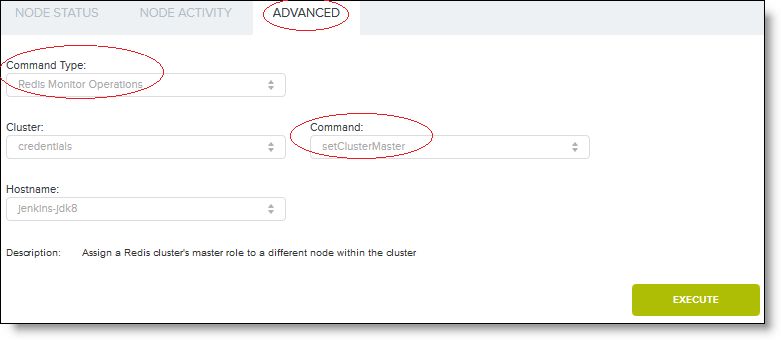 NODE STATUS NODE ACTIVITY ADVANCED
Command Type:
Redis Monitor Operations
Cluster: Command:
credentials setClusterMaster
Hostname:
jenkins-jdk8
Description: Assign a Redis cluster's master role to a different node within the cluster
EXECUTE